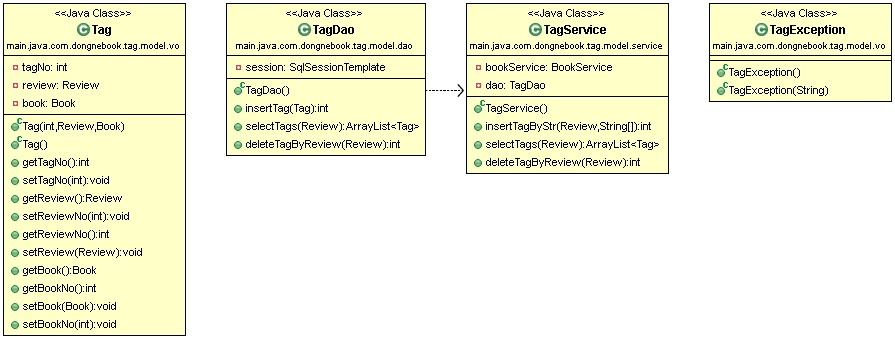 <<Java Class>>
Tag
main.java.com.dongnebook.tag.model.vo
tagNo: int
review: Review
book: Book
Tag(int,Review,Book)
Tag()
getTagNo():int
setTagNo(int):void
getReview():Review
setReviewNo(int):void
getReviewNo():int
setReview(Review):void
getBook():Book
getBookNo():int
setBook(Book):void
setBookNo(int):void
<<Java Class>>
TagDao
main.java.com.dongnebook.tag.model.dao
session: SqlSessionTemplate
TagDao()
insertTag(Tag):int
selectTags(Review):ArrayList<Tag>
deleteTagByReview(Review):int
<<Java Class>>
TagService
main.java.com.dongnebook.tag.model.service
bookService: BookService
dao: TagDao
TagService()
insertTagByStr(Review,String[]):int
selectTags(Review):ArrayList<Tag>
deleteTagByReview(Review):int
<<Java Class>>
TagException
main.java.com.dongnebook.tag.model.vo
TagException()
TagException(String)